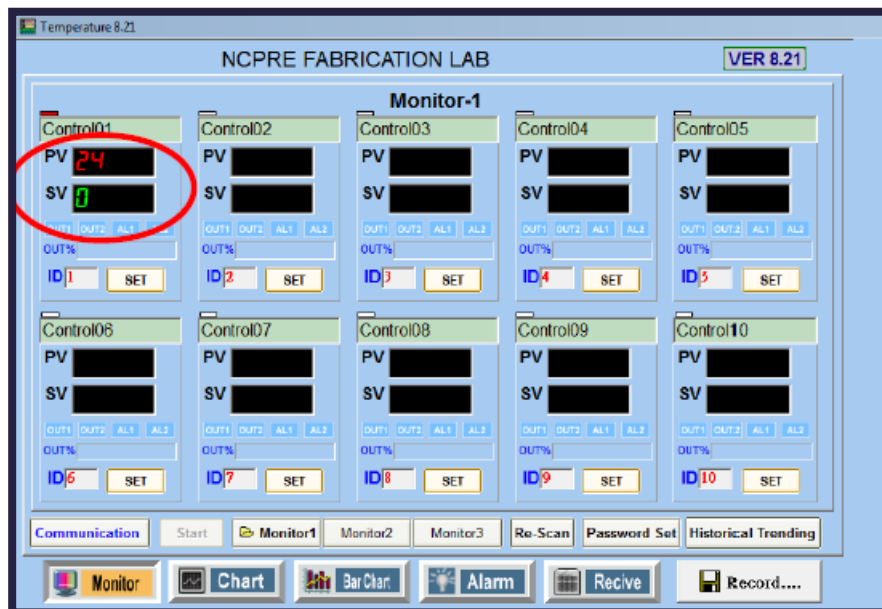 Temperature 8.21
NCPRE FABRICATION LAB VER 8.21
Monitor-1
Control01 Control02 Control03 Control04 Control05
PV 24 PV PV PV PV
SV 0 SV SV SV SV
OUT1 OUT2 AL1 AL2 OUT1 OUT2 AL1 AL2 OUT1 OUT2 AL1 AL2 OUT1 OUT2 AL1 AL2 OUT1 OUT2 AL1 AL2
OUT% OUT% OUT% OUT% OUT%
ID 1 SET ID 2 SET ID 3 SET ID 4 SET ID 5 SET
Control06 Control07 Control08 Control09 Control10
PV PV PV PV PV
SV SV SV SV SV
OUT1 OUT2 AL1 AL2 OUT1 OUT2 AL1 AL2 OUT1 OUT2 AL1 AL2 OUT1 OUT2 AL1 AL2 OUT1 OUT2 AL1 AL2
OUT% OUT% OUT% OUT% OUT%
ID 6 SET ID 7 SET ID 8 SET ID 9 SET ID 10 SET
Communication Start Monitor1 Monitor2 Monitor3 Re-Scan Password Set Historical Trending
Monitor Chart Bar Chart Alarm Recive Record....